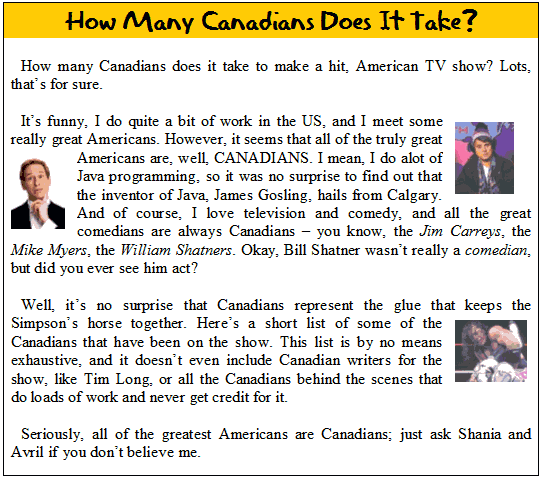 How Many Canadians Does It Take?
How many Canadians does it take to make a hit, American TV show? Lots,
that's for sure.
It's funny, I do quite a bit of work in the US, and I meet some
really great Americans. However, it seems that all of the truly great
Americans are, well, CANADIANS. I mean, I do alot of
Java programming, so it was no surprise to find out that
the inventor of Java, James Gosling, hails from Calgary.
And of course, I love television and comedy, and all the great
comedians are always Canadians – you know, the Jim Carreys, the
Mike Myers, the William Shatners. Okay, Bill Shatner wasn't really a comedian,
but did you ever see him act?
Well, it's no surprise that Canadians represent the glue that keeps the
Simpson's horse together. Here's a short list of some of the
Canadians that have been on the show. This list is by no means
exhaustive, and it doesn't even include Canadian writers for the
show, like Tim Long, or all the Canadians behind the scenes that
do loads of work and never get credit for it.
Seriously, all of the greatest Americans are Canadians; just ask Shania and
Avril if you don't believe me.